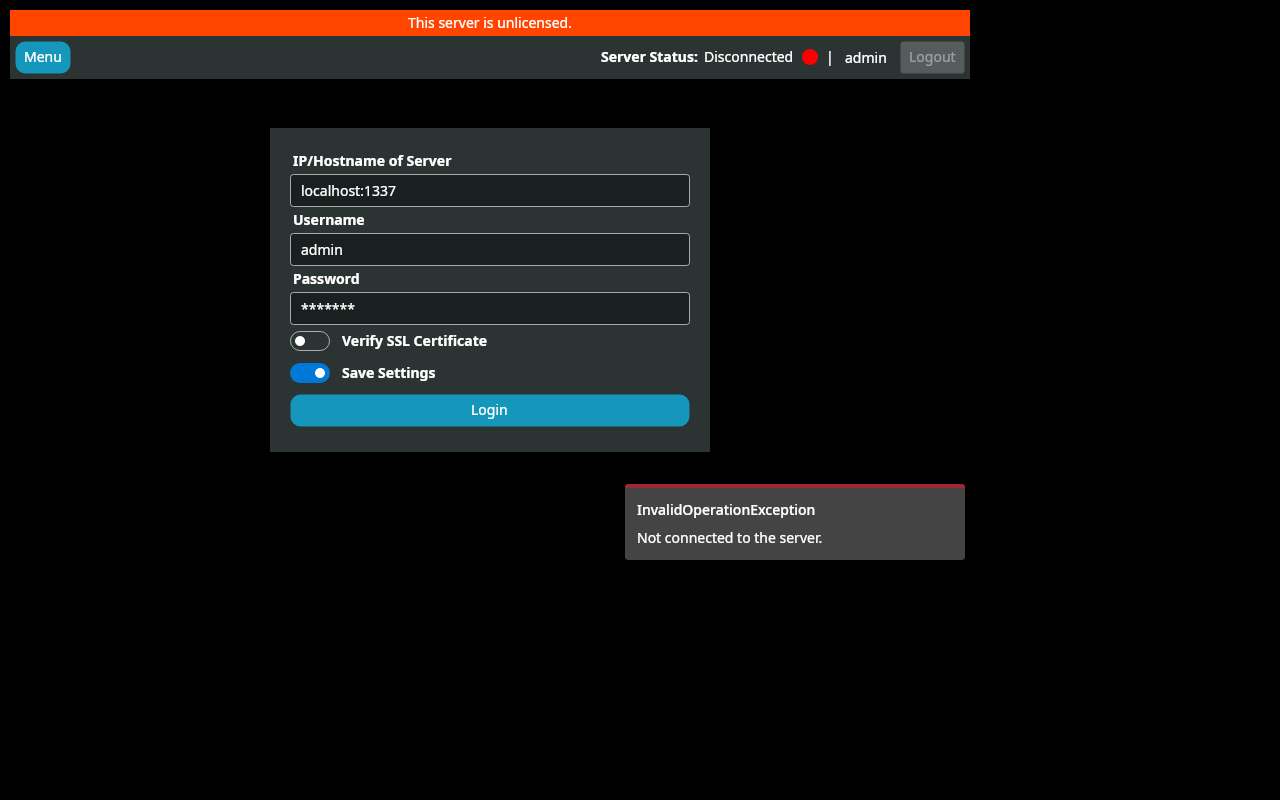 This server is unlicensed.
Menu
Server Status: Disconnected | admin Logout
IP/Hostname of Server
localhost:1337
Username
admin
Password
*******
Verify SSL Certificate
Save Settings
Login
InvalidOperationException
Not connected to the server.